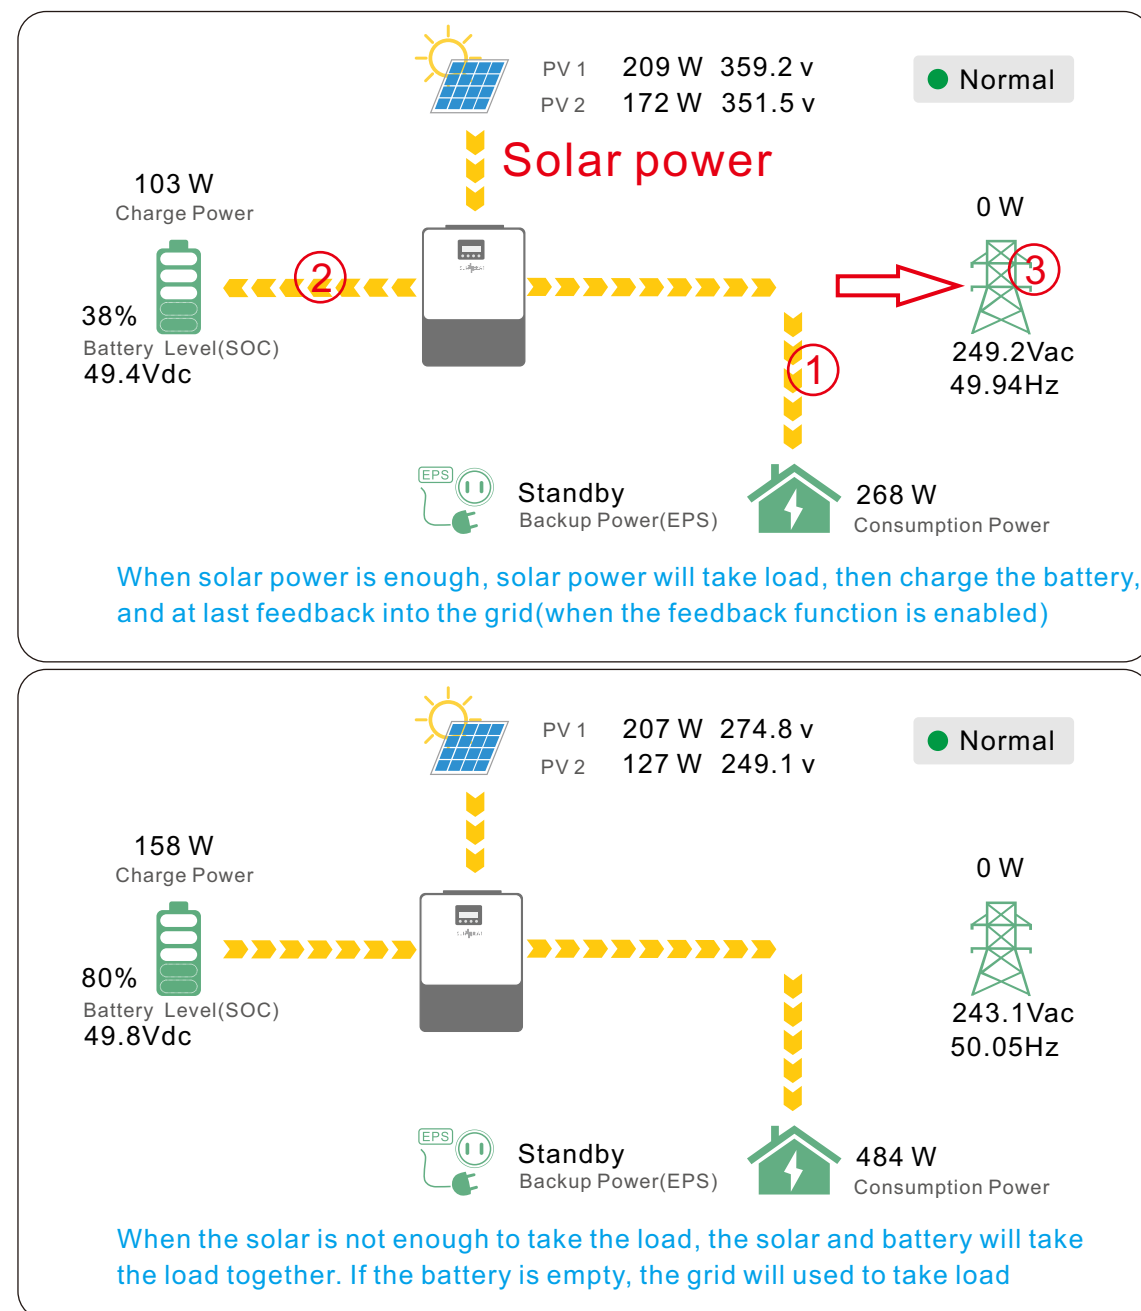 PV 1 209 W 359.2 v
PV 2 172 W 351.5 v
Normal
Solar power
103 W
Charge Power
0 W
2
3
38%
Battery Level(SOC)
49.4Vdc
1
249.2Vac
49.94Hz
EPS
Standby
Backup Power(EPS)
268 W
Consumption Power
When solar power is enough, solar power will take load, then charge the battery,
and at last feedback into the grid(when the feedback function is enabled)
PV 1 207 W 274.8 v
PV 2 127 W 249.1 v
Normal
158 W
Charge Power
0 W
80%
Battery Level(SOC)
49.8Vdc
243.1Vac
50.05Hz
EPS
Standby
Backup Power(EPS)
484 W
Consumption Power
When the solar is not enough to take the load, the solar and battery will take
the load together. If the battery is empty, the grid will used to take load